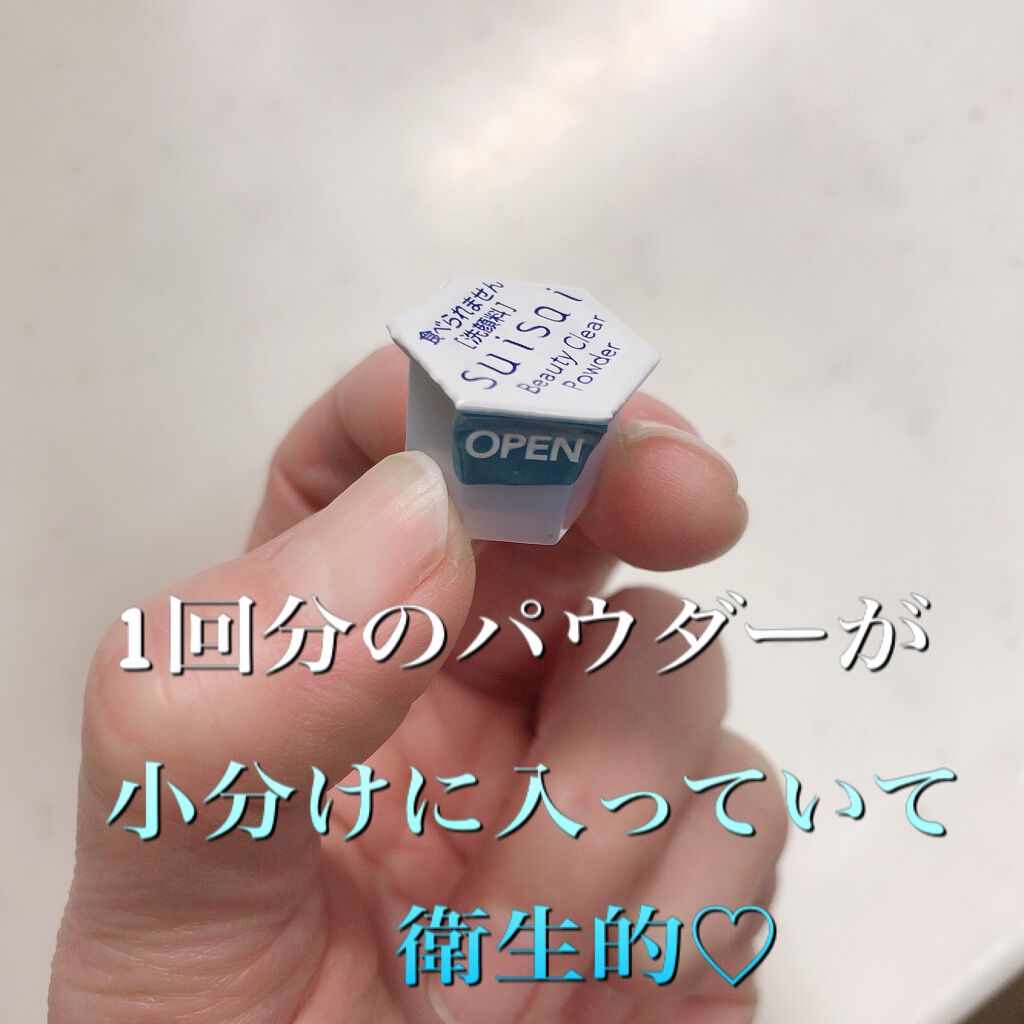 食べられません
[洗顔料]
suisai
Beauty Clear
Powder
OPEN
1回分のパウダーが
小分けに入っていて
衛生的♡